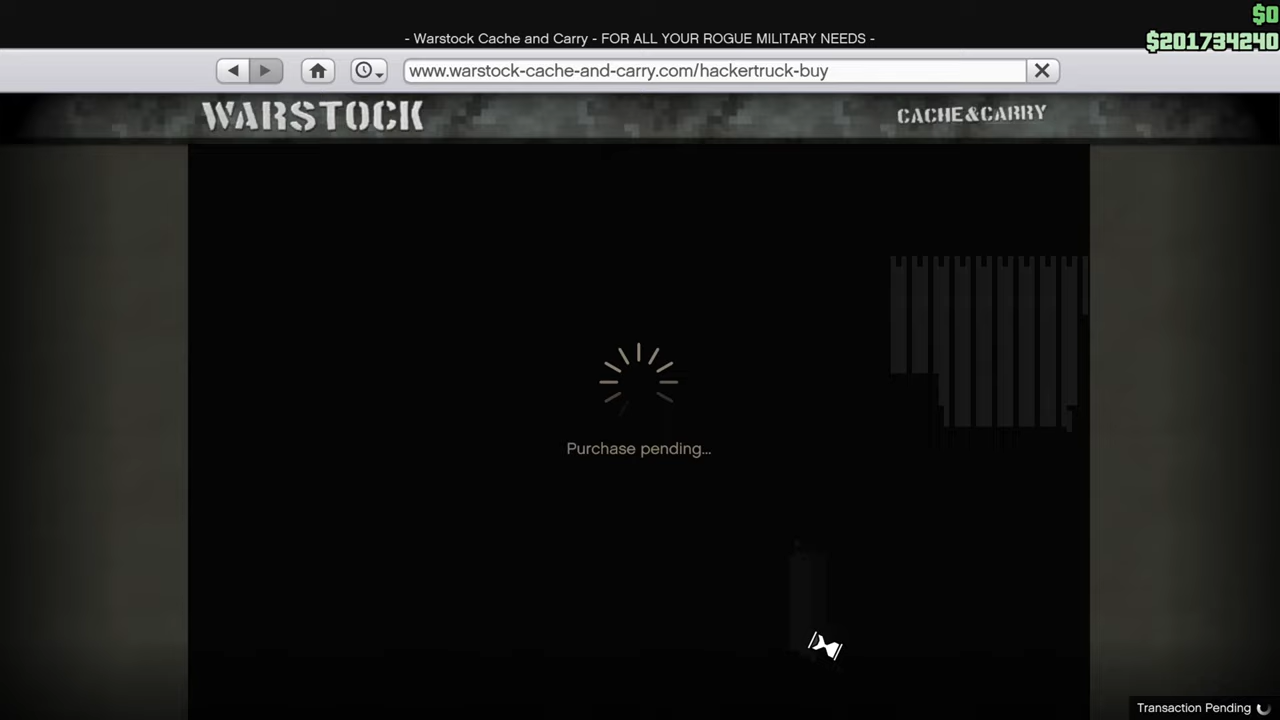 $0
- Warstock Cache and Carry - FOR ALL YOUR ROGUE MILITARY NEEDS -
$201734240
www.warstock-cache-and-carry.com/hackertruck-buy
WARSTOCK
CACHE&CARRY
Purchase pending...
Transaction Pending